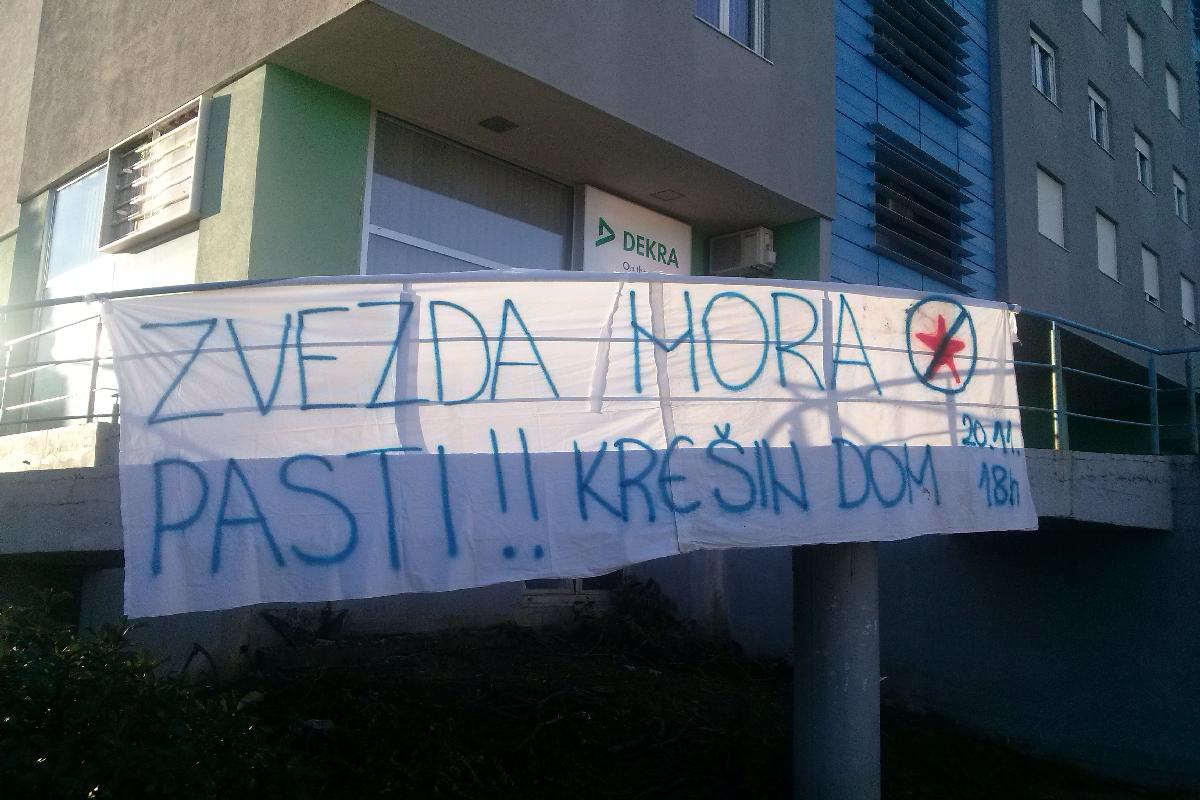 DEKRA
ZVEZDA MORA
PASTI!! KREŠIN DOM
20.11.
18h